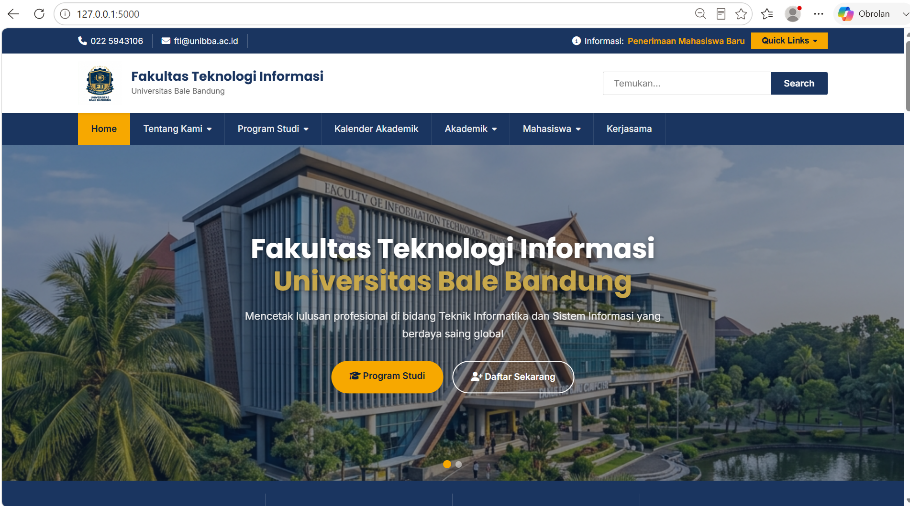 127.0.0.1:5000
Obrolan
022 5943106
fti@unibba.ac.id
Informasi: Penerimaan Mahasiswa Baru
Quick Links
Fakultas Teknologi Informasi
Universitas Bale Bandung
Temukan...
Search
Home
Tentang Kami
Program Studi
Kalender Akademik
Akademik
Mahasiswa
Kerjasama
FACULTY OF
Fakultas Teknologi Informasi
Universitas Bale Bandung
Mencetak lulusan profesional di bidang Teknik Informatika dan Sistem Informasi yang
berdaya saing global
Program Studi
Daftar Sekarang